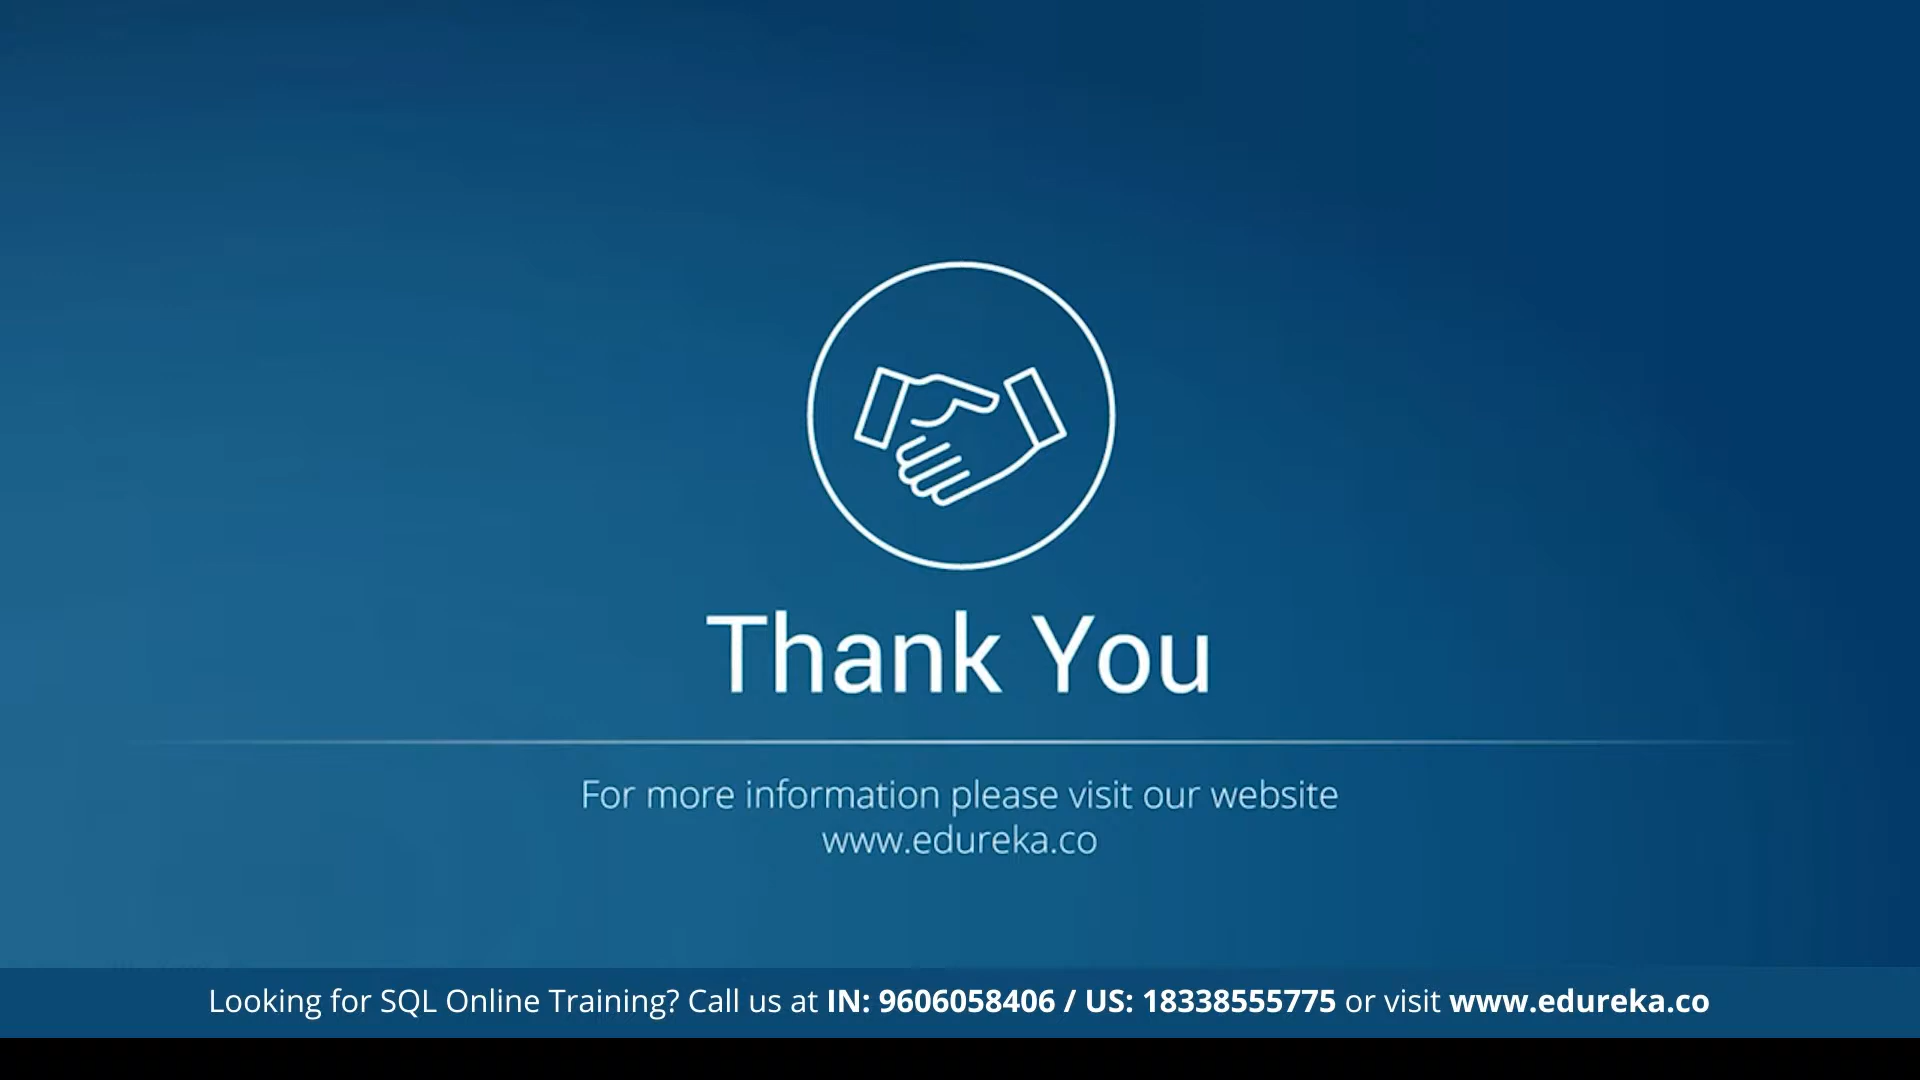 Thank You
For more information please visit our website
www.edureka.co
Looking for SQL Online Training? Call us at IN: 9606058406 / US: 18338555775 or visit www.edureka.co